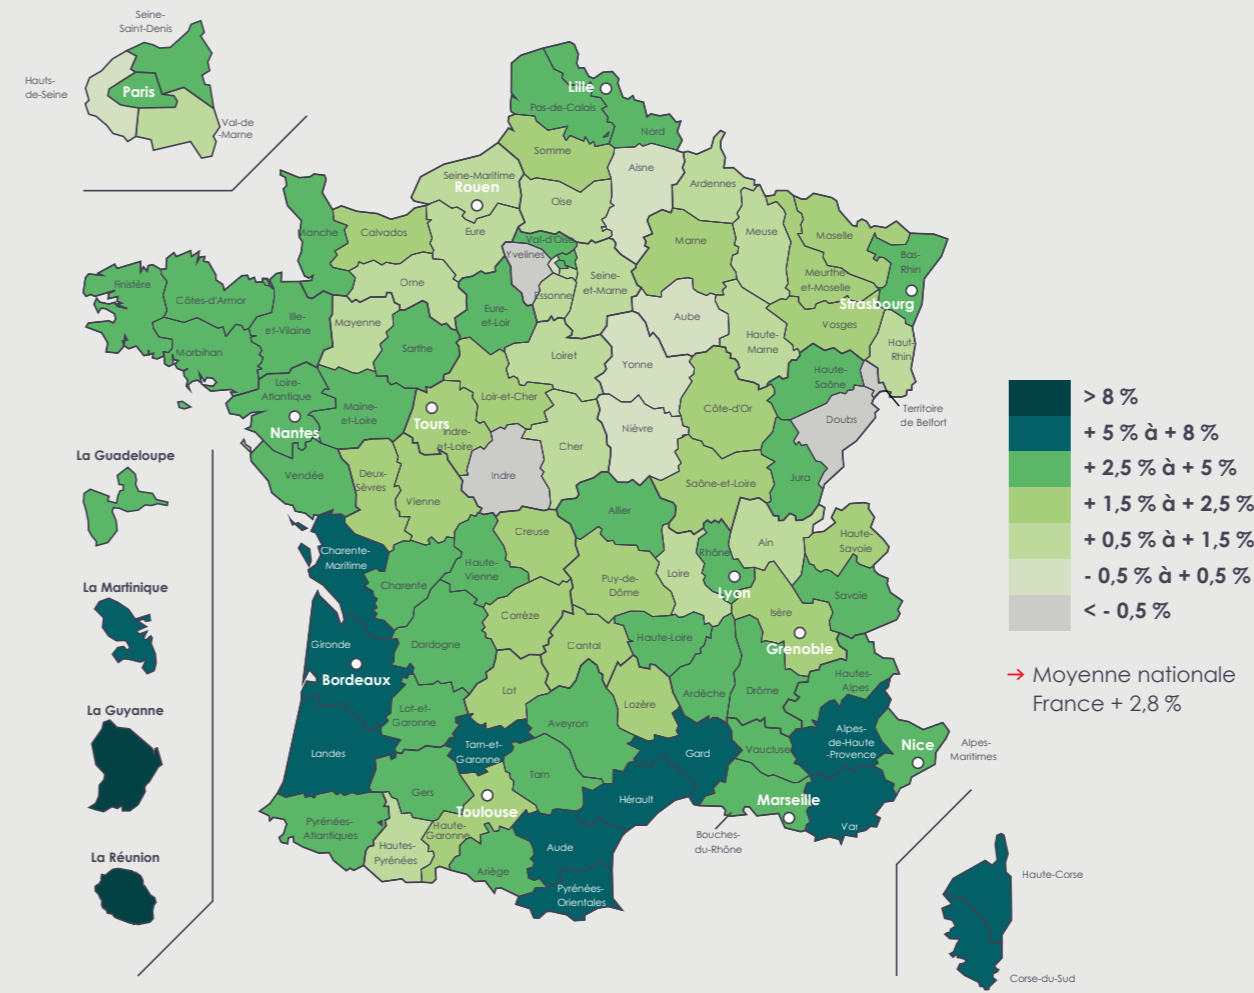 Seine-
Saint-Denis
Hauts-
de-Seine
Paris
Val-de
-Marne
Lille
Pas-de-Calais
Nord
Somme
Aisne
Seine-Maritime
Rouen
Oise
Ardennes
Manche
Calvados
Eure
Val-d'Oise
Yvelines
Marne
Meuse
Moselle
Bas-
Rhin
Meurthe-
et-Moselle
Strasbourg
Finistère
Côtes-d'Armor
Orne
Essonne
Seine-
et-Marne
Ille-
et-Vilaine
Mayenne
Eure-
et-Loir
Aube
Vosges
Haut-
Rhin
Haute-
Marne
Morbihan
Sarthe
Loiret
Yonne
Haute-
Saône
Territoire
de Belfort
Loire-
Atlantique
Nantes
Maine-
et-Loire
Tours
Indre-
et-Loire
Loir-et-Cher
Côte-d'Or
Doubs
Cher
Nièvre
Vendée
Deux-
Sèvres
Vienne
Indre
Saône-et-Loire
Jura
La Guadeloupe
Allier
Creuse
Charente-
Maritime
Charente
Haute-
Vienne
Puy-de-
Dôme
Loire
Rhône
Lyon
Ain
Haute-
Savoie
Savoie
La Martinique
Isère
Grenoble
Gironde
Bordeaux
Dordogne
Corrèze
Cantal
Haute-Loire
Ardèche
Drôme
Hautes-
Alpes
La Guyanne
Lot-et-
Garonne
Lot
Lozère
Aveyron
Landes
Tarn-et-
Garonne
Tarn
Gard
Vaucluse
Alpes-
de-Haute
-Provence
Nice
Alpes-
Maritimes
Gers
Toulouse
Hérault
Marseille
Bouches-
du-Rhône
Var
La Réunion
Pyrénées-
Atlantiques
Hautes-
Pyrénées
Haute-
Garonne
Ariège
Aude
Pyrénées-
Orientales
Haute-Corse
Corse-du-Sud
> 8 %
+ 5 % à + 8 %
+ 2,5 % à + 5 %
+ 1,5 % à + 2,5 %
+ 0,5 % à + 1,5 %
- 0,5 % à + 0,5 %
< - 0,5 %
→ Moyenne nationale
France + 2,8 %